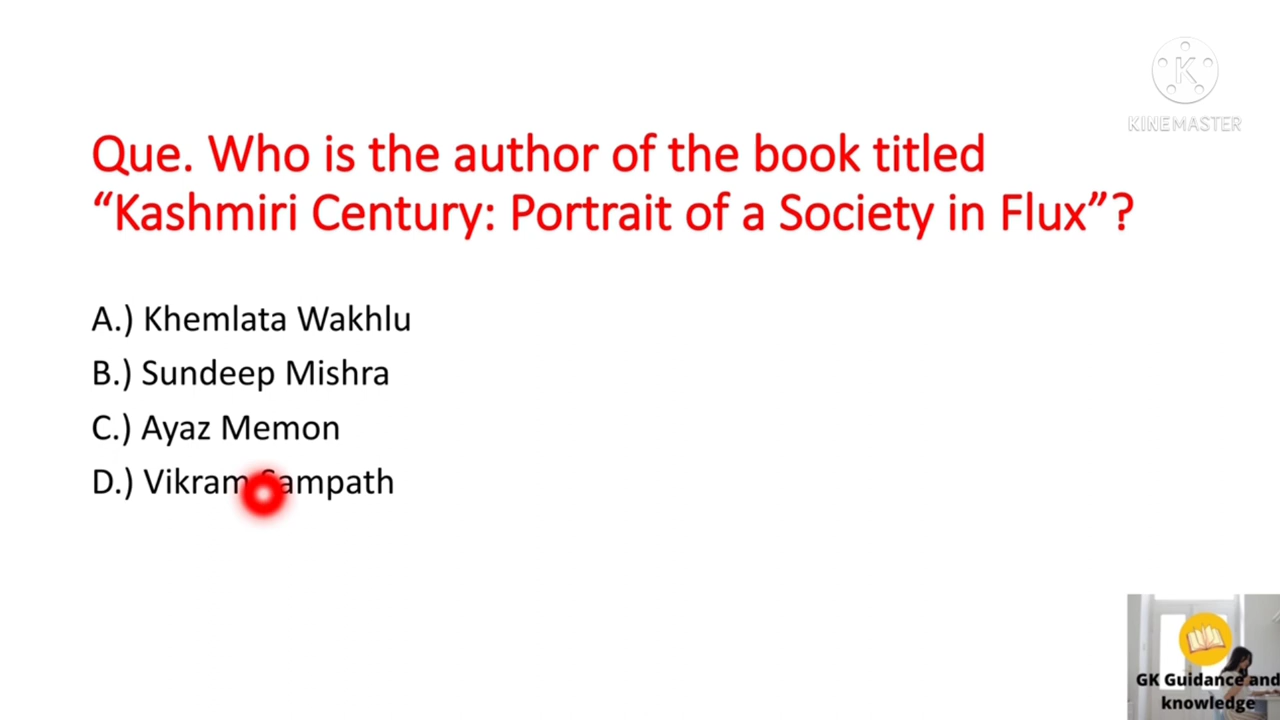 KINEMASTER
Que. Who is the author of the book titled
“Kashmiri Century: Portrait of a Society in Flux”?
A.) Khemlata Wakhlu
B.) Sundeep Mishra
C.) Ayaz Memon
D.) Vikram Sampath
GK Guidance and
knowledge